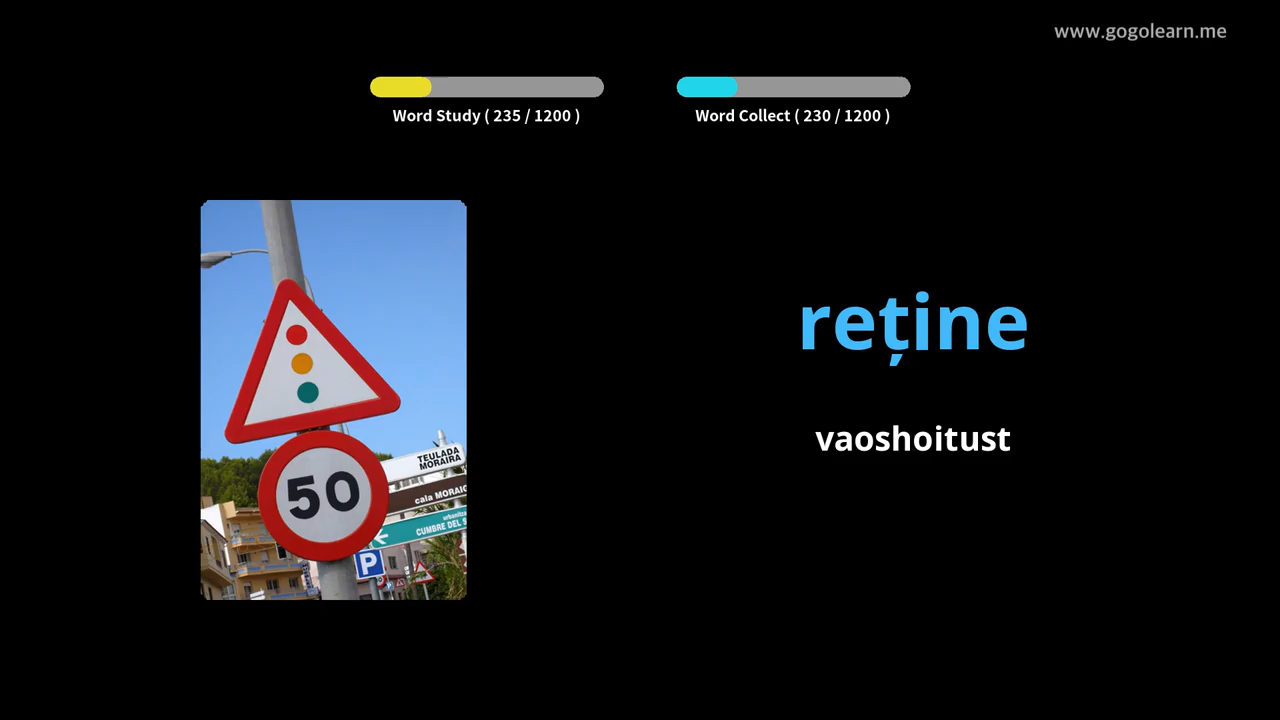 www.gogolearn.me
Word Study ( 235 / 1200 )
Word Collect ( 230 / 1200 )
reține
vaoshoitust
50
TEULADA
MORAIRA
cala MORAIG
CUMBRE DEL S
P